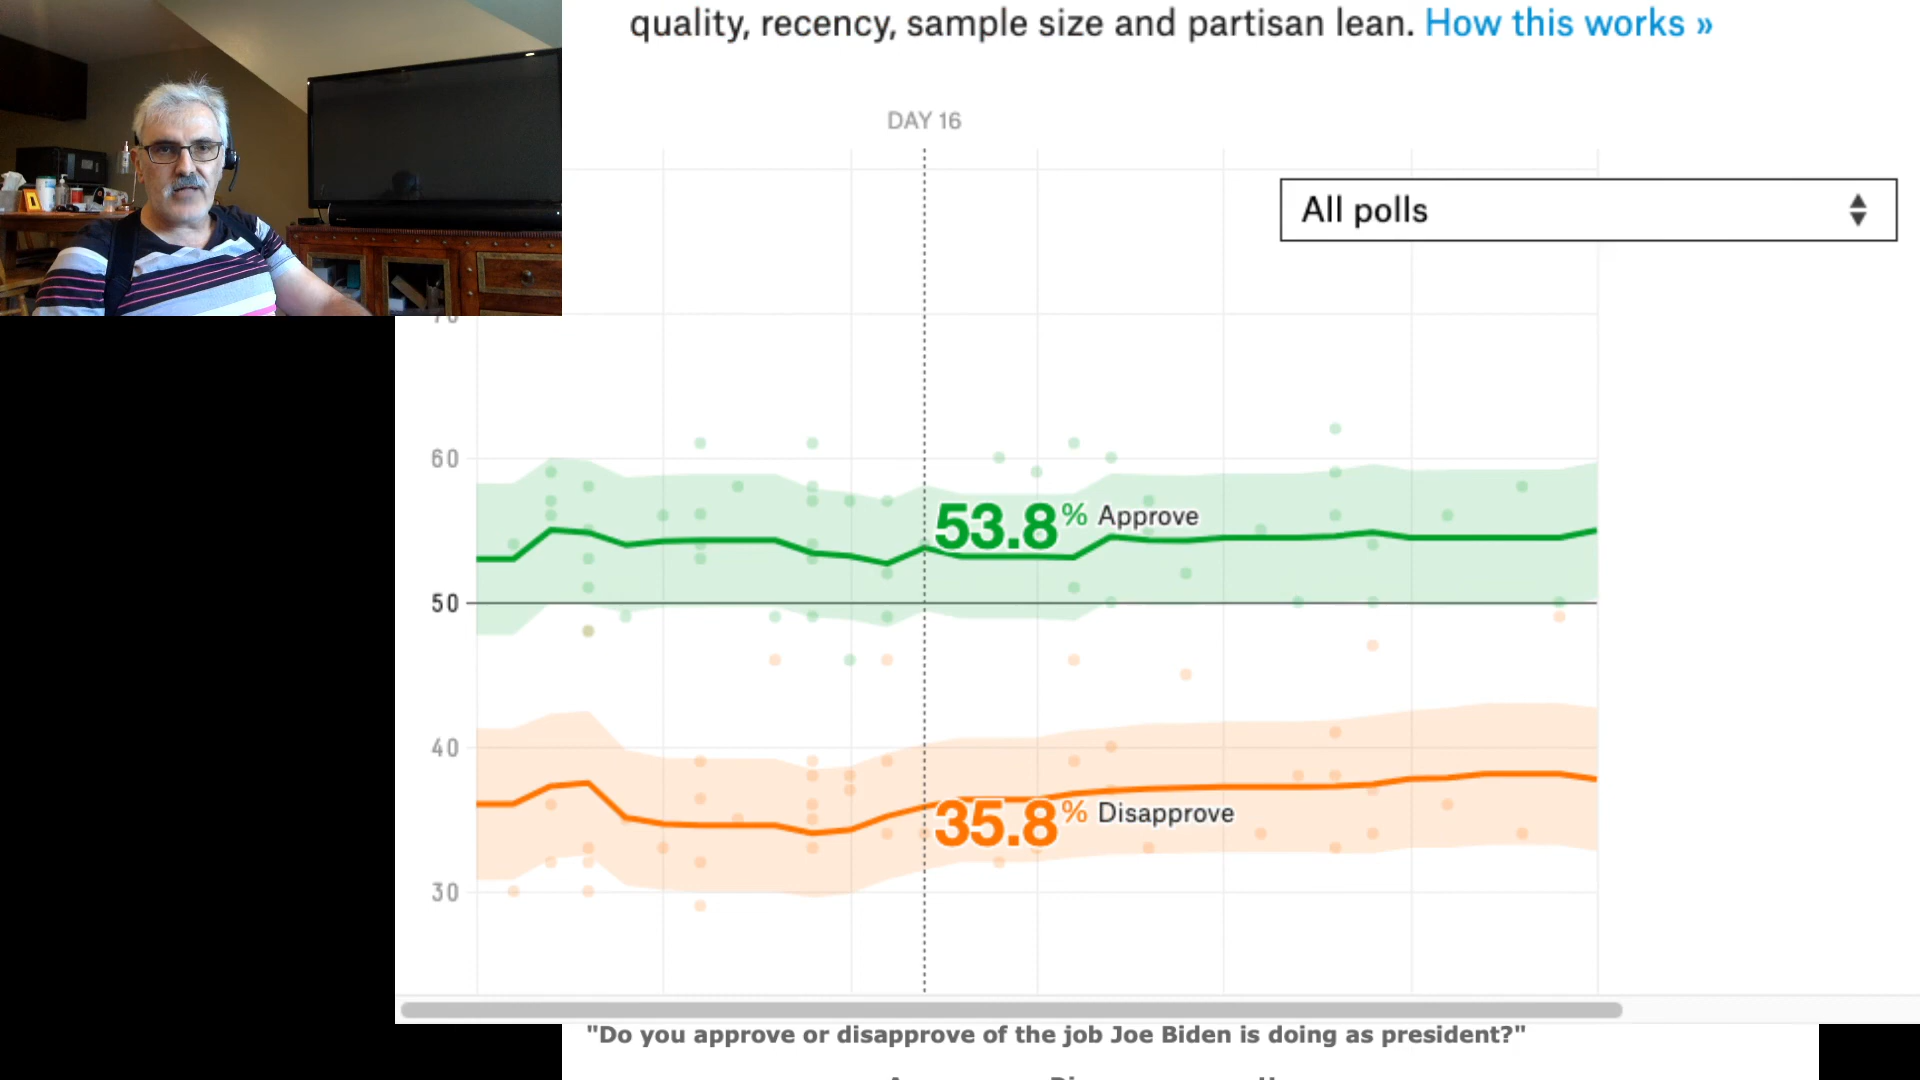 quality, recency, sample size and partisan lean. How this works »
DAY 16
All polls
60
53.8% Approve
50
40
35.8% Disapprove
30
"Do you approve or disapprove of the job Joe Biden is doing as president?"